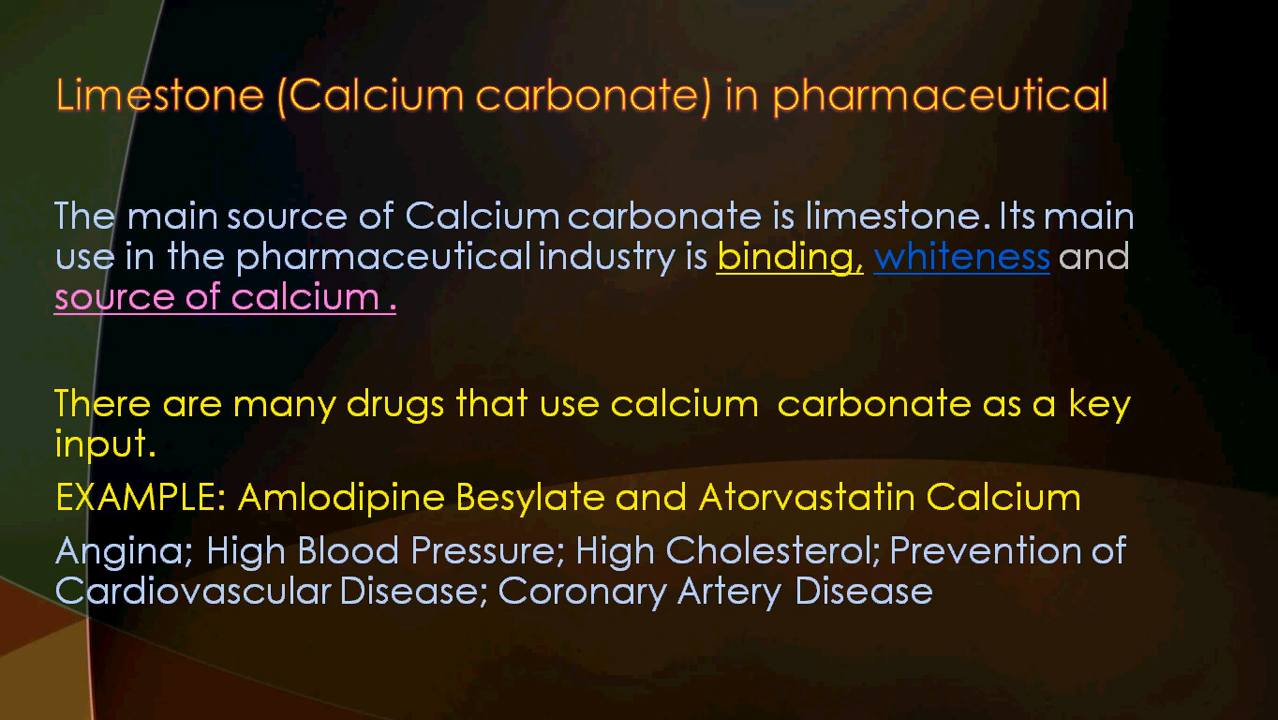 Limestone (Calcium carbonate) in pharmaceutical
The main source of Calcium carbonate is limestone. Its main
use in the pharmaceutical industry is binding, whiteness and
source of calcium .
There are many drugs that use calcium carbonate as a key
input.
EXAMPLE: Amlodipine Besylate and Atorvastatin Calcium
Angina; High Blood Pressure; High Cholesterol; Prevention of
Cardiovascular Disease; Coronary Artery Disease